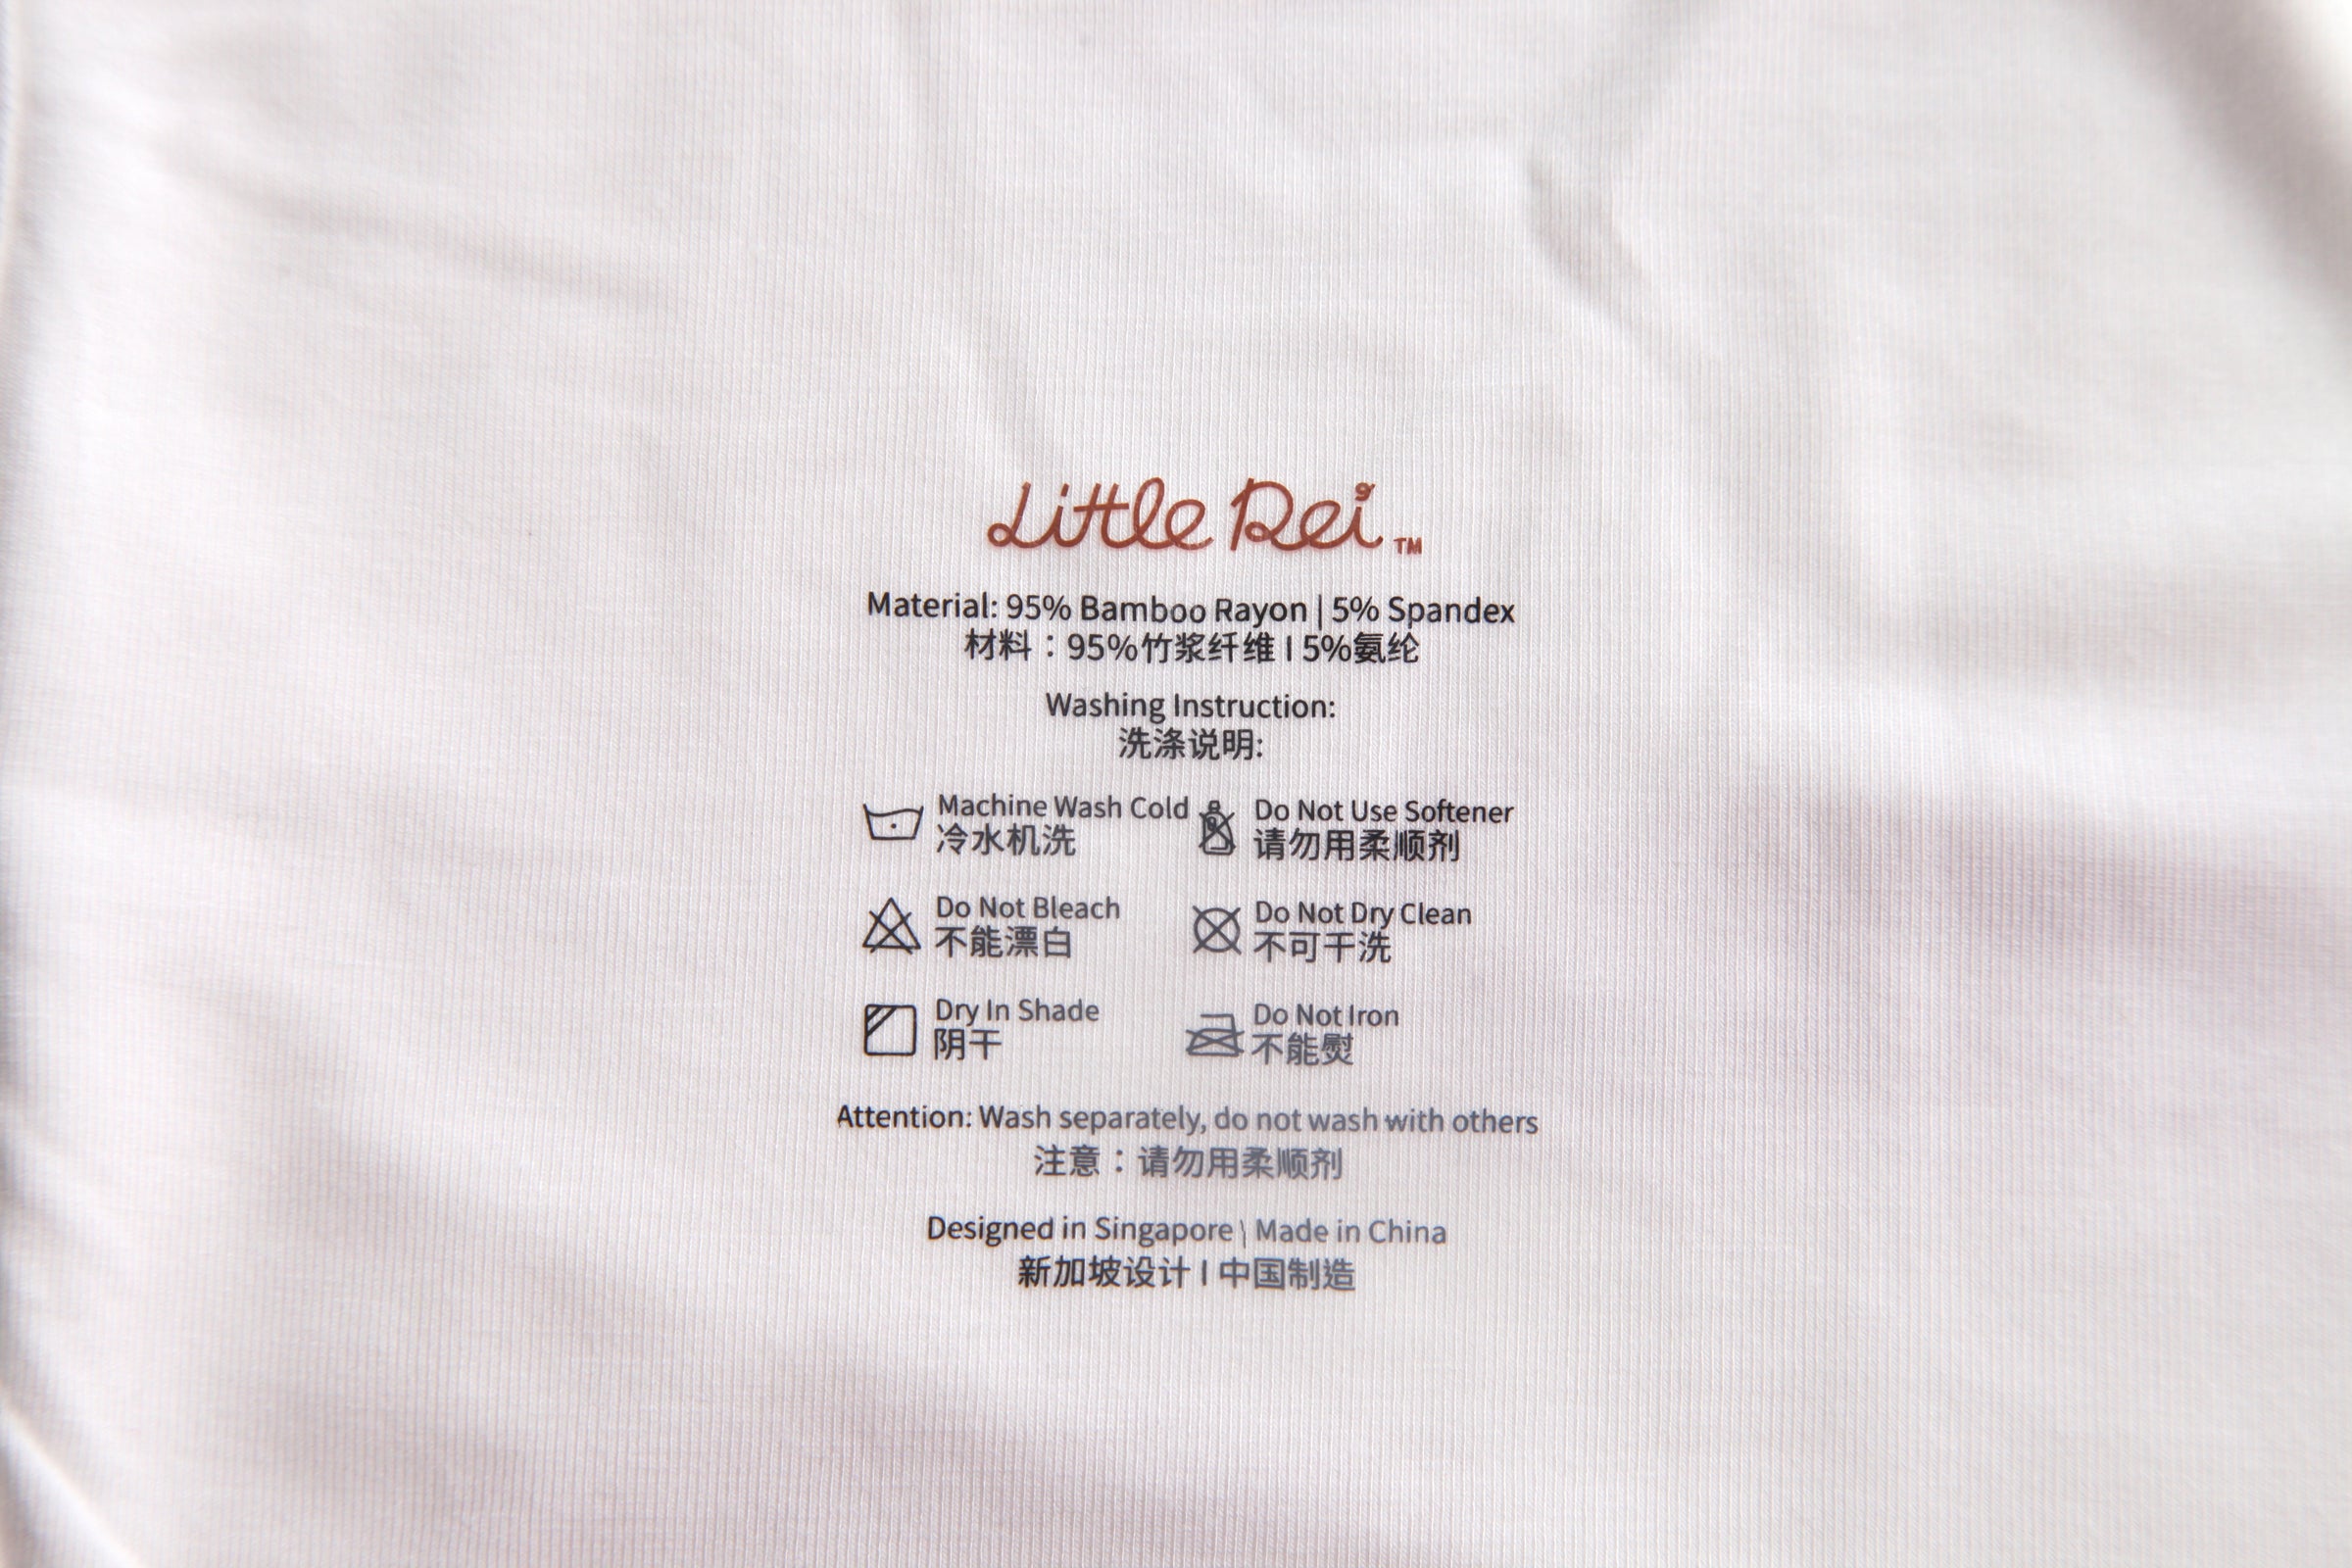 Little Rei TM
Material: 95% Bamboo Rayon | 5% Spandex
材料：95%竹浆纤维 I 5%氨纶
Washing Instruction:
洗涤说明:
Machine Wash Cold
冷水机洗
Do Not Use Softener
请勿用柔顺剂
Do Not Bleach
不能漂白
Do Not Dry Clean
不可干洗
Dry In Shade
阴干
Do Not Iron
不能熨
Attention: Wash separately, do not wash with others
注意：请勿用柔顺剂
Designed in Singapore \ Made in China
新加坡设计 I 中国制造